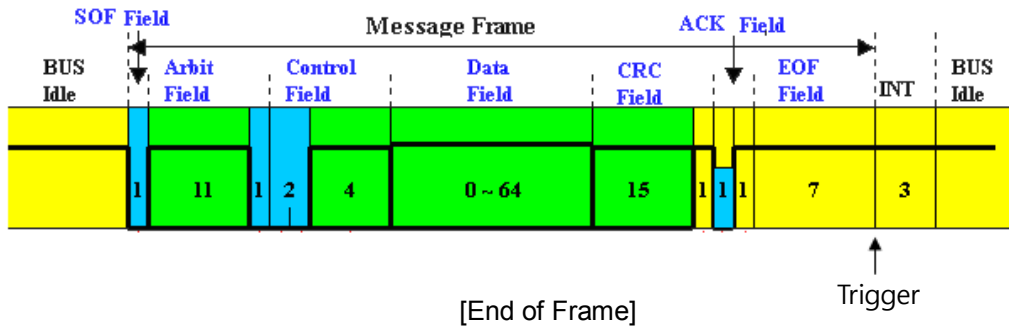 SOF Field
Message Frame
ACK Field
BUS Idle
Arbit Field
Control Field
Data Field
CRC Field
EOF Field
INT
BUS Idle
1 11 1 2 4 0 ~ 64 15 1 1 1 7 3
Trigger
[End of Frame]